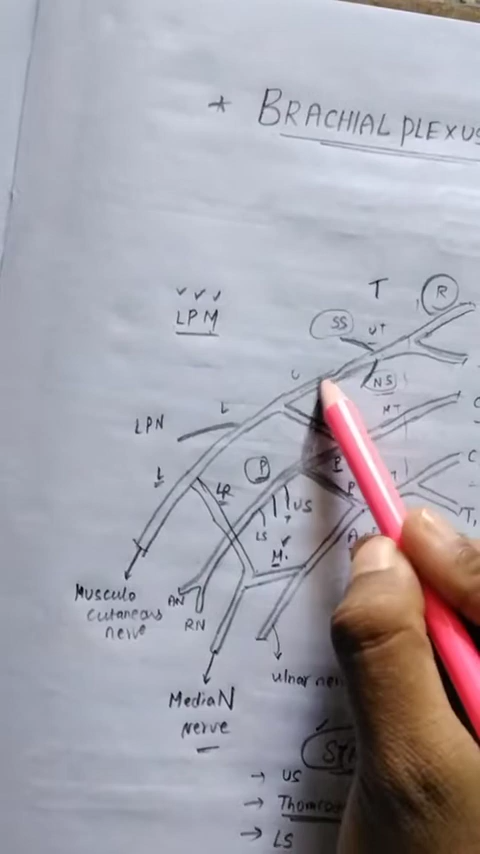 * BRACHIAL PLEXUS
T
R
LPM
SS
UT
NS
U
L
LPN
MT
C
P
P
C
L
LR
P
US
T
LS
T,
M.
A
AN
RN
Musculo
cutaneous
nerve
ulnar ner
MediaN
Nerve
→ US
→ Thoraco
→ LS